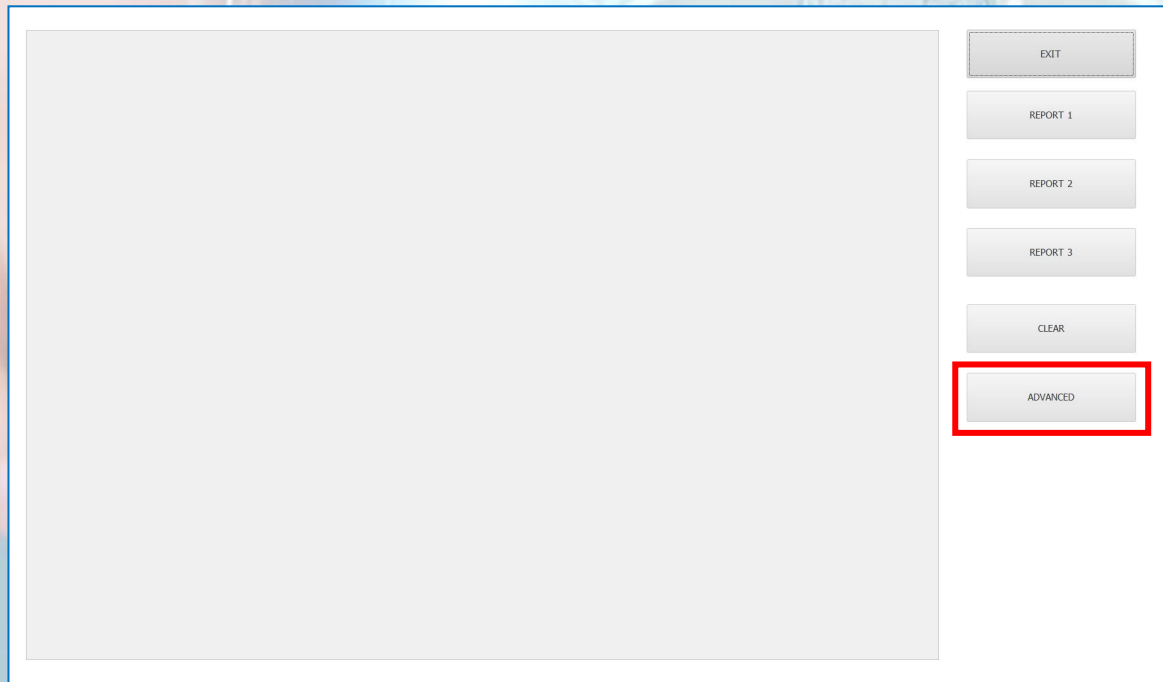 EXIT
REPORT 1
REPORT 2
REPORT 3
CLEAR
ADVANCED